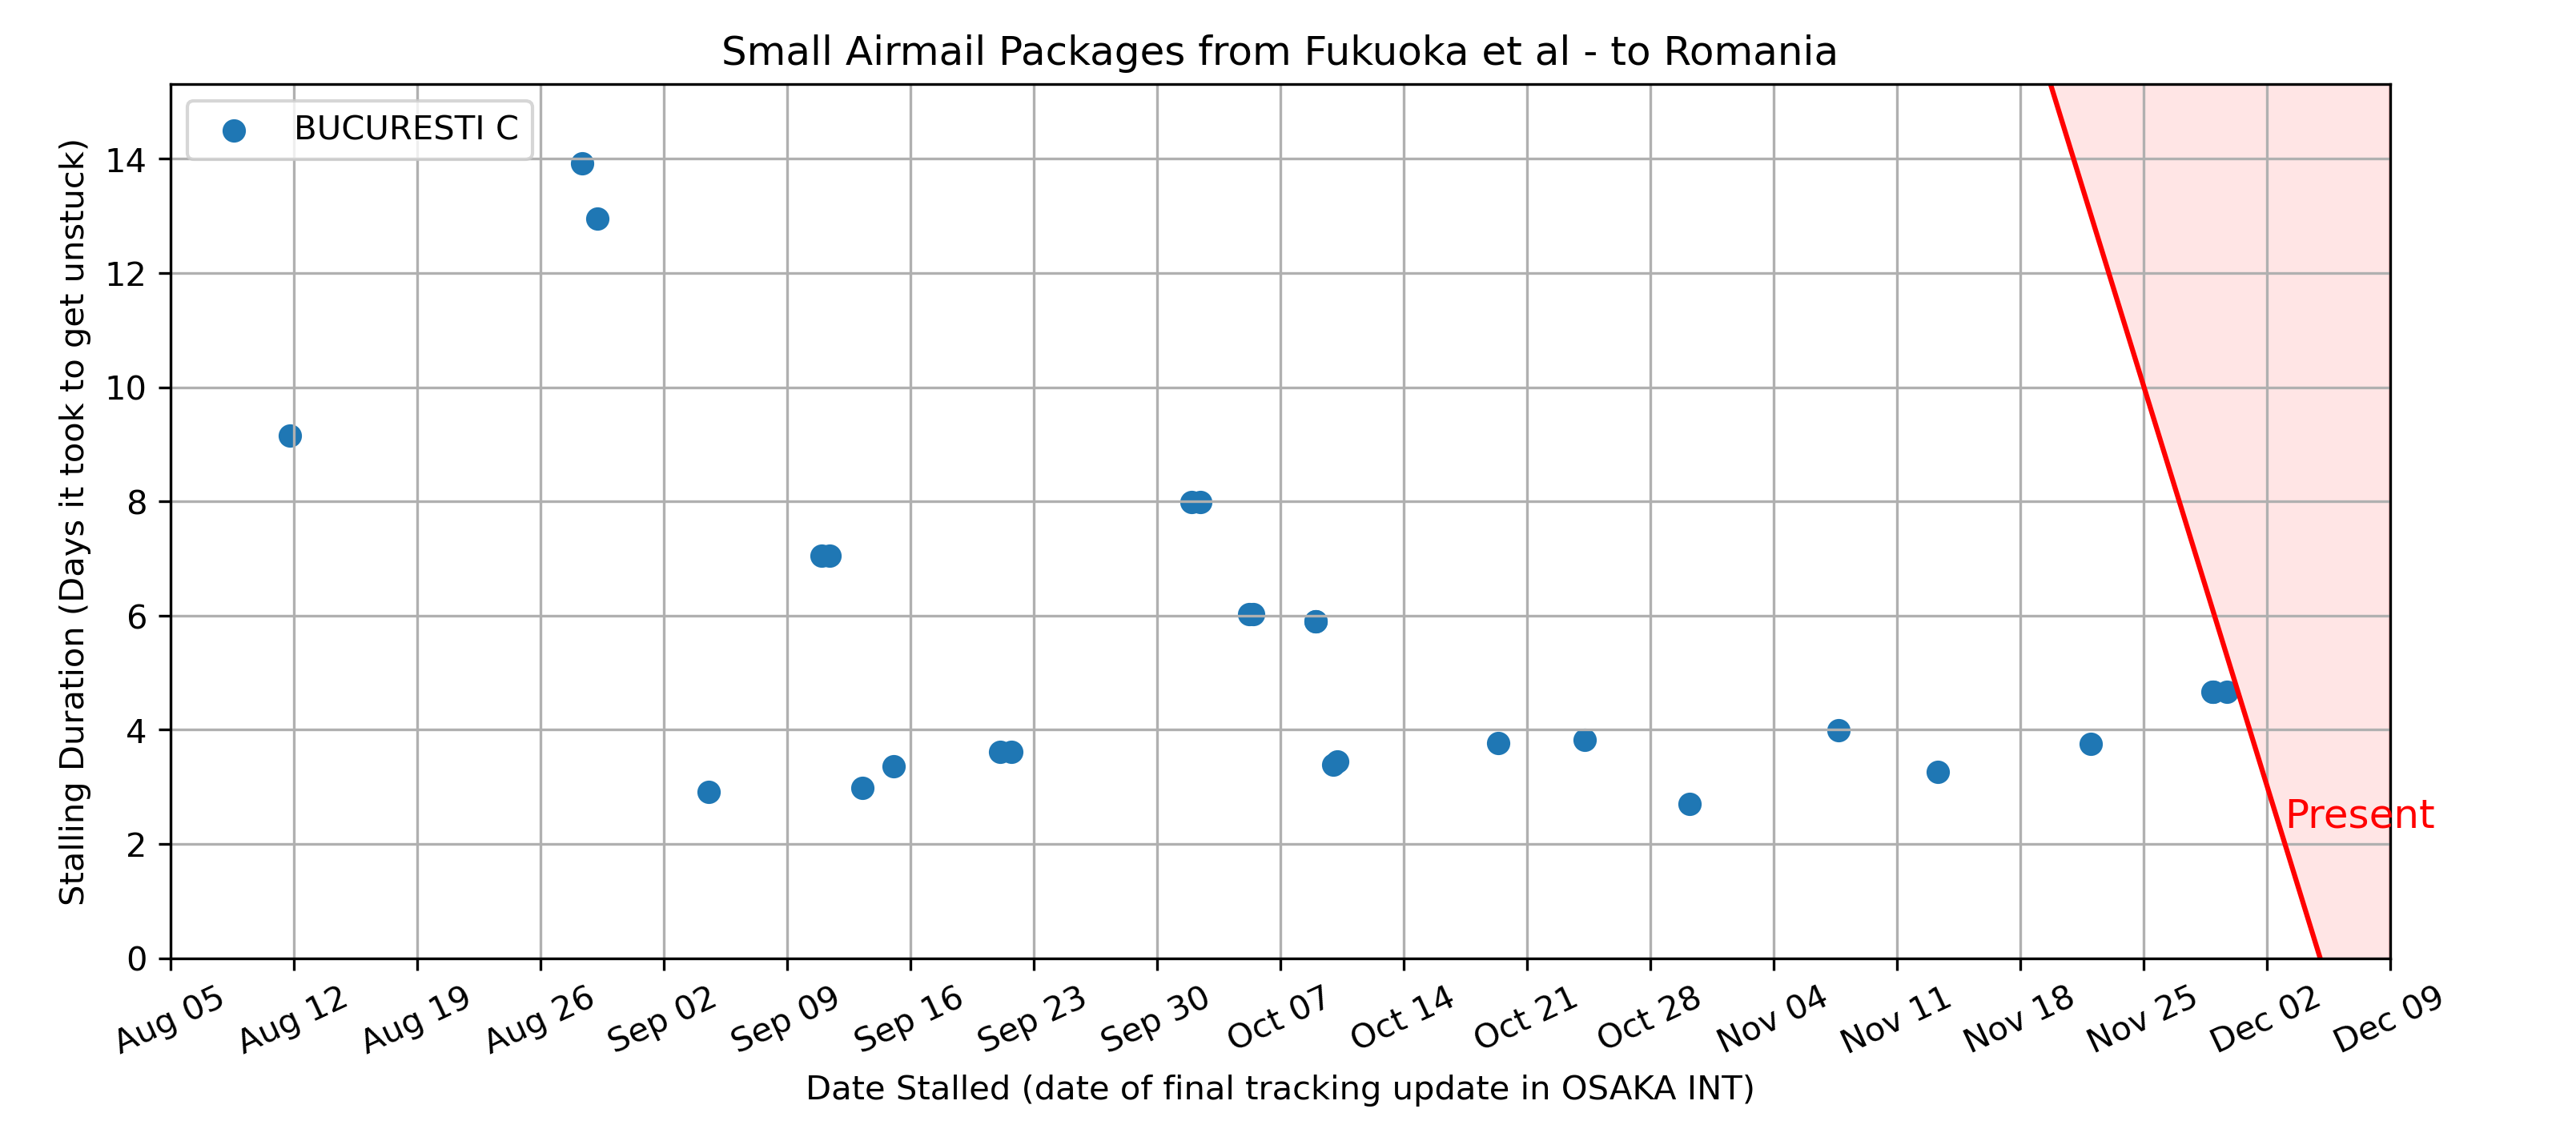 Small Airmail Packages from Fukuoka et al - to Romania
BUCURESTI C
Stalling Duration (Days it took to get unstuck)
14
12
10
8
6
4
2
0
Present
Aug 05
Aug 12
Aug 19
Aug 26
Sep 02
Sep 09
Sep 16
Sep 23
Sep 30
Oct 07
Oct 14
Oct 21
Oct 28
Nov 04
Nov 11
Nov 18
Nov 25
Dec 02
Dec 09
Date Stalled (date of final tracking update in OSAKA INT)